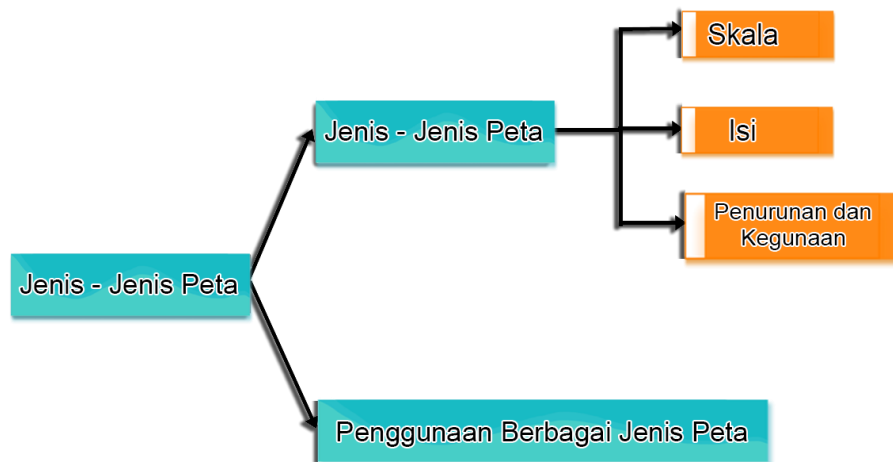 Skala
Jenis - Jenis Peta
Isi
Penurunan dan
Kegunaan
Jenis - Jenis Peta
Penggunaan Berbagai Jenis Peta